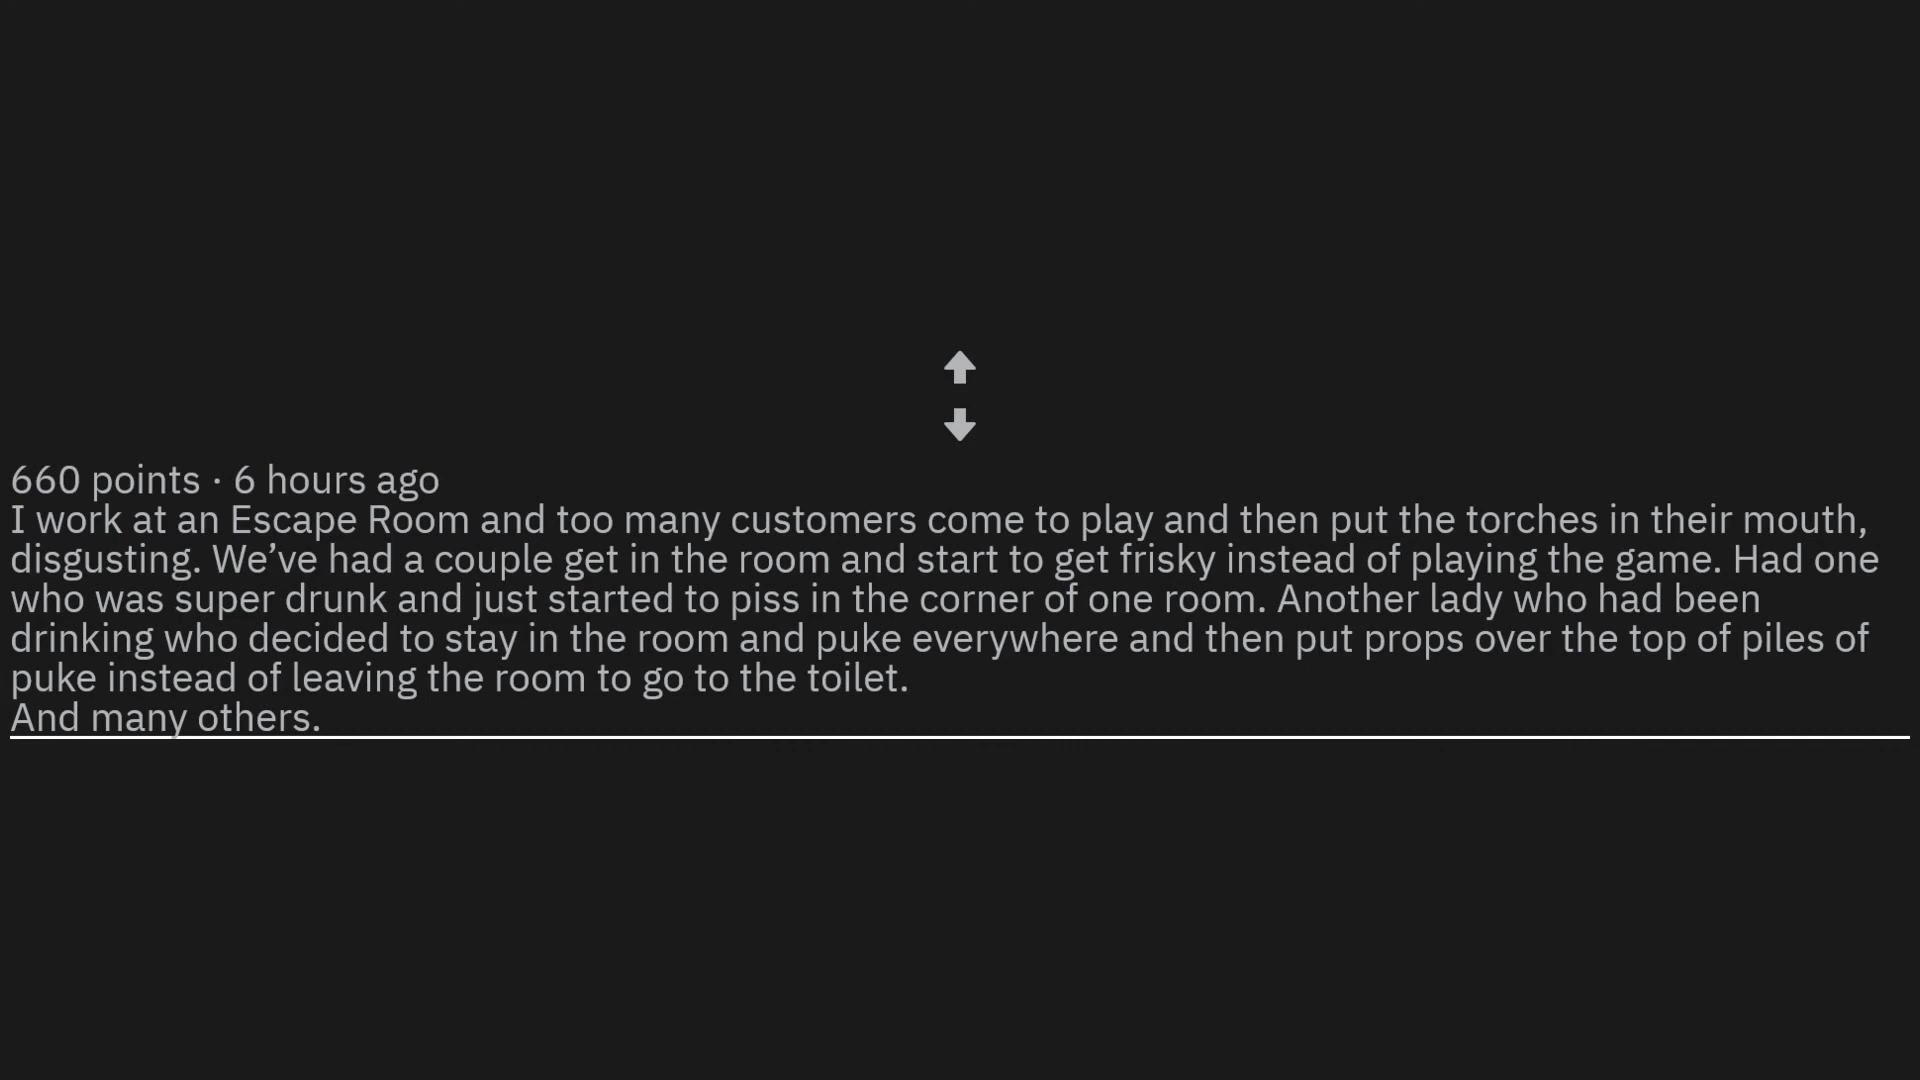 660 points · 6 hours ago
I work at an Escape Room and too many customers come to play and then put the torches in their mouth,
disgusting. We’ve had a couple get in the room and start to get frisky instead of playing the game. Had one
who was super drunk and just started to piss in the corner of one room. Another lady who had been
drinking who decided to stay in the room and puke everywhere and then put props over the top of piles of
puke instead of leaving the room to go to the toilet.
And many others.